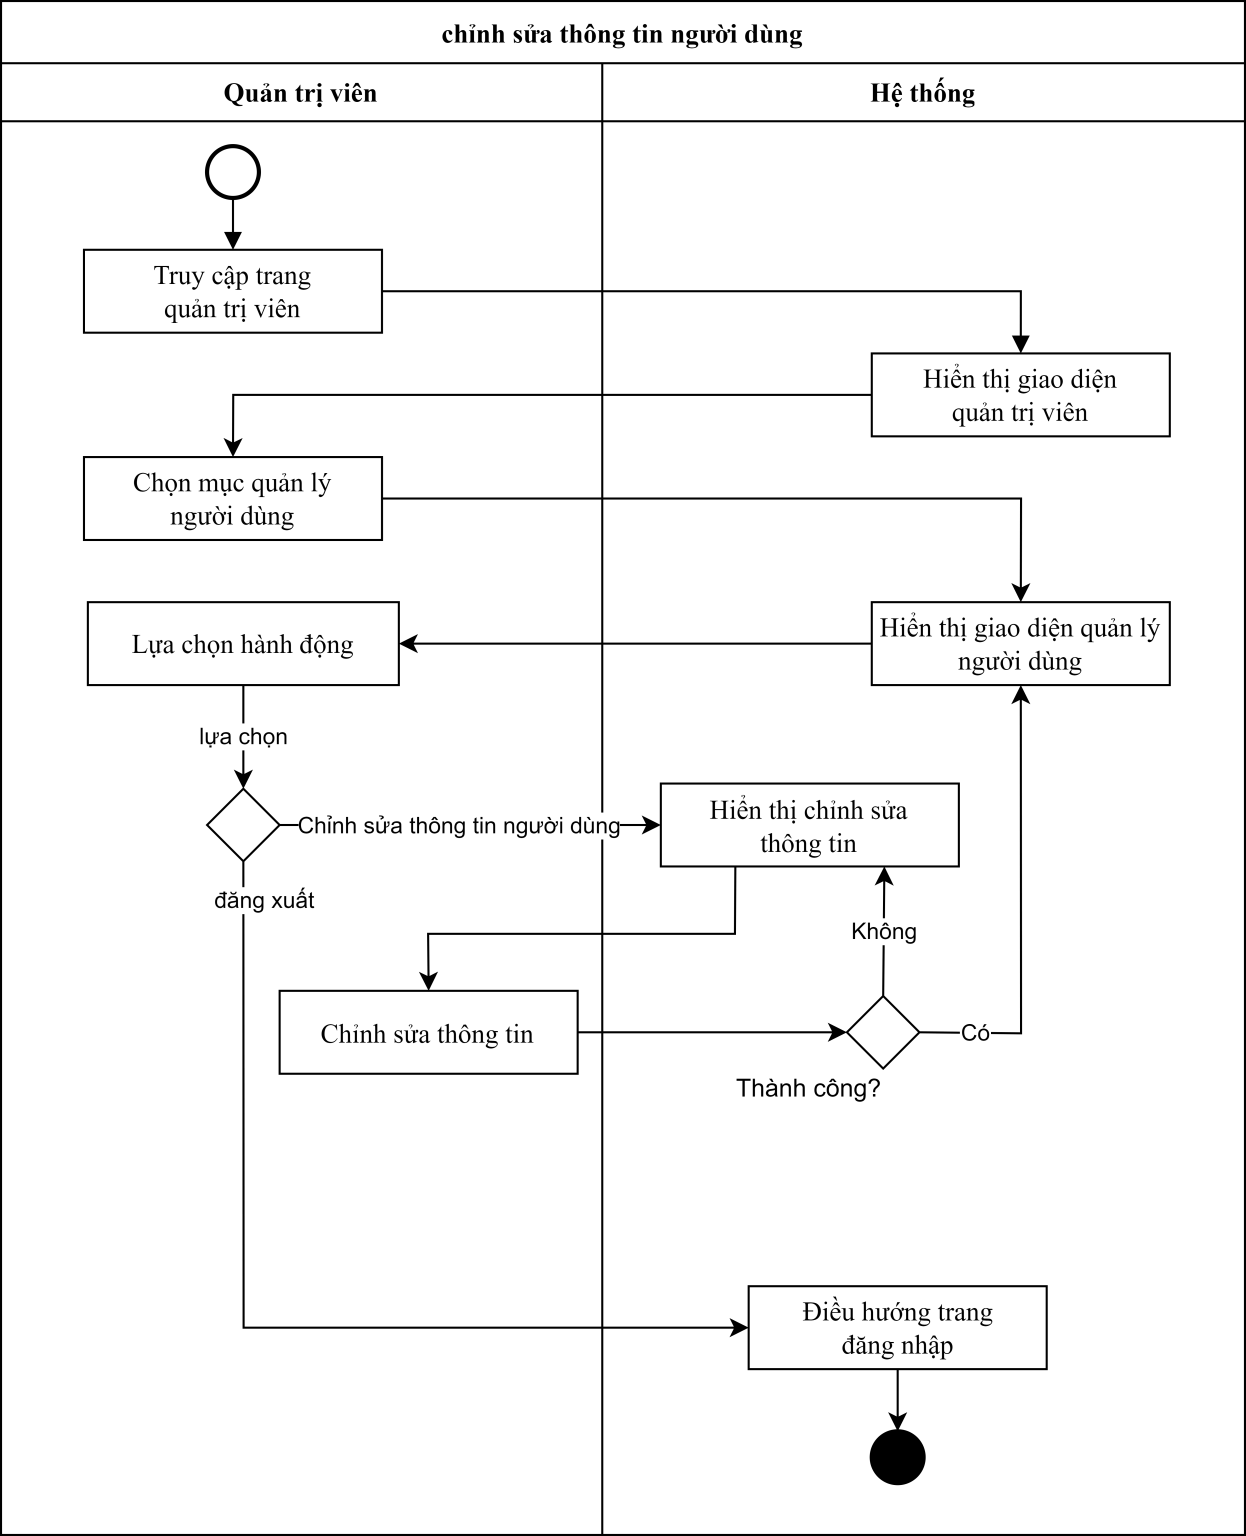 chỉnh sửa thông tin người dùng
Quản trị viên
Hệ thống
Truy cập trang
quản trị viên
Hiển thị giao diện
quản trị viên
Chọn mục quản lý
người dùng
Hiển thị giao diện quản lý
người dùng
Lựa chọn hành động
lựa chọn
Chỉnh sửa thông tin người dùng
Hiển thị chỉnh sửa
thông tin
đăng xuất
Không
Chỉnh sửa thông tin
Có
Thành công?
Điều hướng trang
đăng nhập